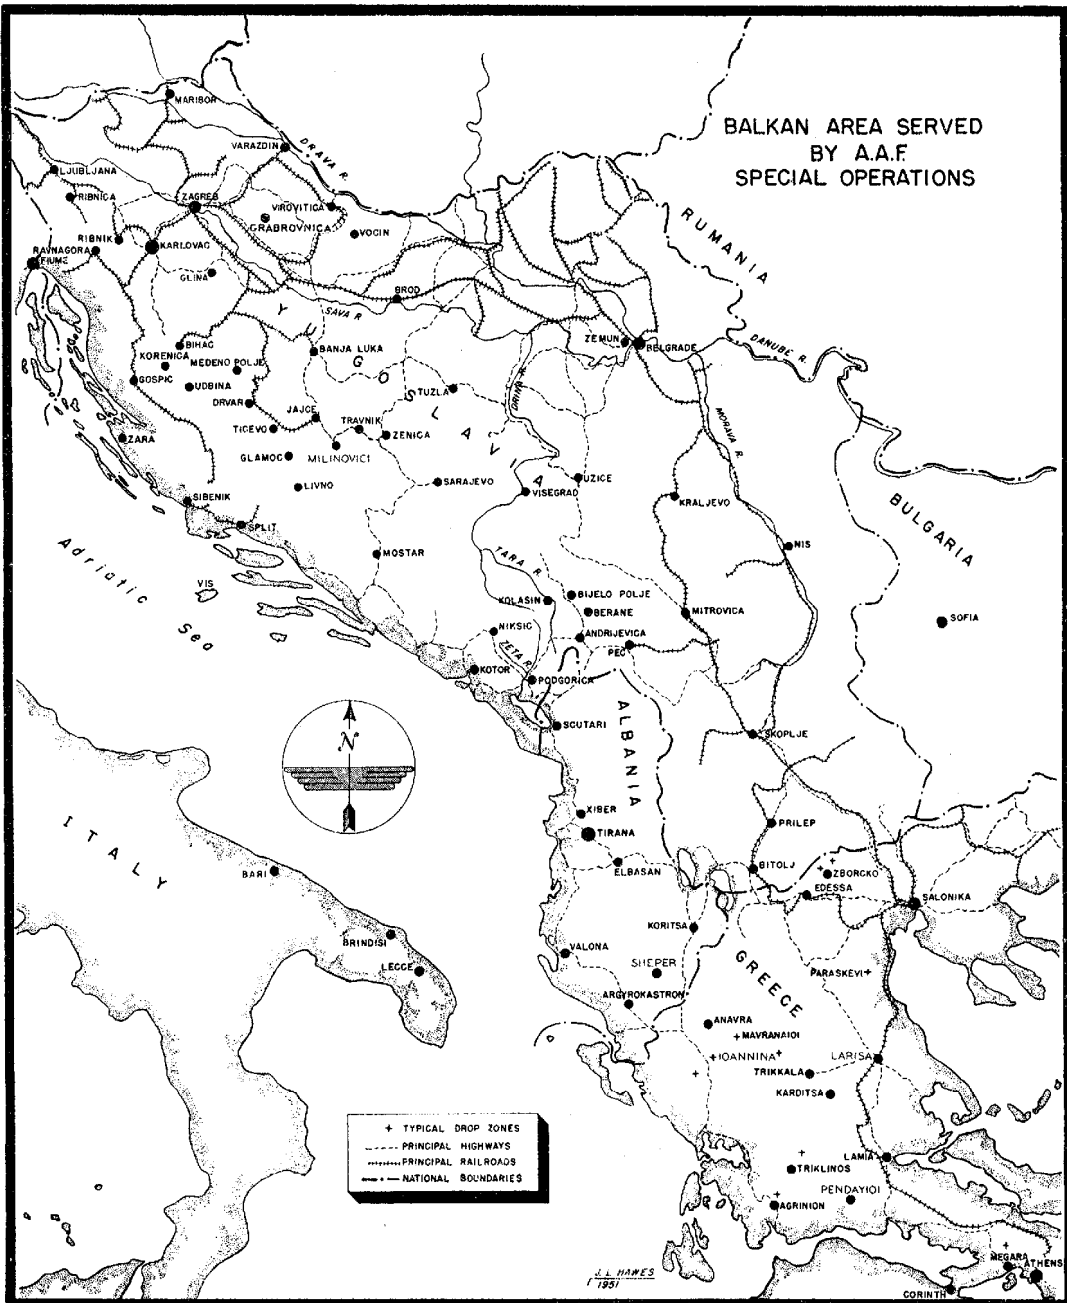 BALKAN AREA SERVED
BY A.A.F.
SPECIAL OPERATIONS
MARIBOR
VARAZDIN
DRAVA R.
LJUBLJANA
RIBNICA
ZAGREB
VIROVITICA
GRABROVNICA
VOCIN
RUMANIA
RIBNIK
KARLOVAC
RAVNAGORA
FIUME
GLINA
BROD
SAVA R.
YUGOSLAVIA
ZEMUN
BELGRADE
DANUBE R.
BIHAC
BANJA LUKA
KORENICA
MEDENO POLJE
GOSPIC
UDBINA
TUZLA
DRINA R.
DRVAR
JAJCE
MORAVA R.
TICEVO
TRAVNIK
ZENICA
ZARA
MILINOVICI
GLAMOC
LIVNO
SARAJEVO
VISEGRAD
UZICE
KRALJEVO
BULGARIA
SIBENIK
SPLIT
Adriatic Sea
MOSTAR
NIS
TARA R.
VIS
KOLASIN
BIJELO POLJE
BERANE
MITROVICA
SOFIA
NIKSIC
ANDRIJEVICA
ZETA R.
PEC
KOTOR
PODGORICA
ALBANIA
SCUTARI
SKOPLJE
N
XIBER
TIRANA
PRILEP
ITALY
BARI
ELBASAN
BITOLJ
ZBORCKO
EDESSA
SALONIKA
KORITSA
BRINDISI
VALONA
GREECE
LECCE
SHEPER
PARASKEVI
ARGYROKASTRON
ANAVRA
MAVRANAIOI
IOANNINA
LARISA
TRIKKALA
KARDITSA
TYPICAL DROP ZONES
PRINCIPAL HIGHWAYS
PRINCIPAL RAILROADS
NATIONAL BOUNDARIES
LAMIA
TRIKLINOS
PENDAYIOI
AGRINION
MEGARA
ATHENS
CORINTH
J. L. HAWES
1951